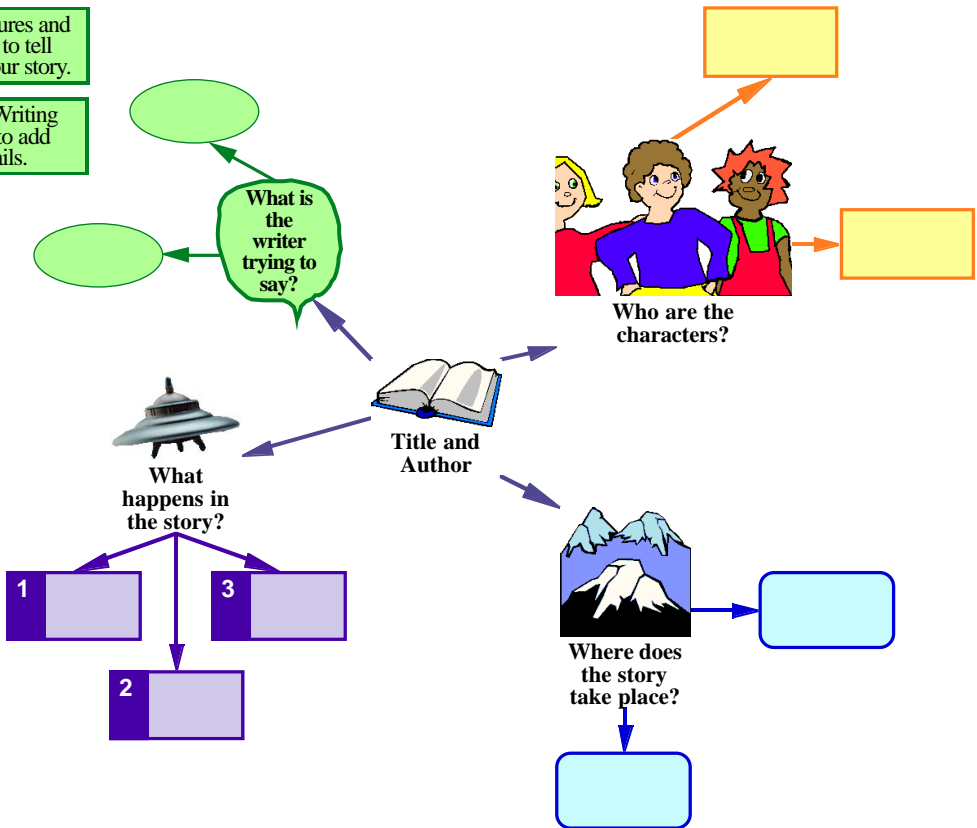 ures and
to tell
ur story.
Writing
to add
ils.
What is
the
writer
trying to
say?
Who are the
characters?
Title and
Author
What
happens in
the story?
1
3
2
Where does
the story
take place?